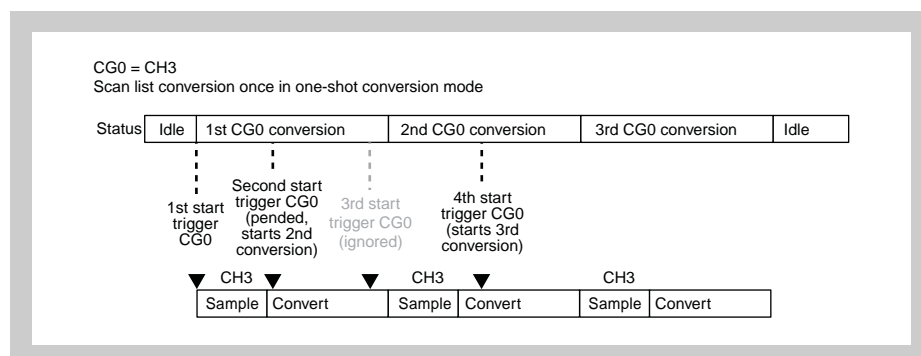 CG0 = CH3
Scan list conversion once in one-shot conversion mode
Status Idle 1st CG0 conversion 2nd CG0 conversion 3rd CG0 conversion Idle
1st start
trigger
CG0
Second start
trigger CG0
(pended,
starts 2nd
conversion)
3rd start
trigger CG0
(ignored)
4th start
trigger CG0
(starts 3rd
conversion)
CH3 CH3 CH3
Sample Convert Sample Convert Sample Convert